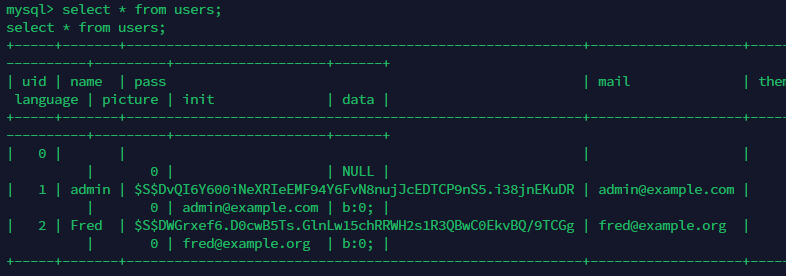 mysql> select * from users;
select * from users;
+-----+-------+---------------------------------------------------------+-------------------+-----
----------+---------+-------------------+------+
| uid | name | pass | mail | them
language | picture | init | data |
+-----+-------+---------------------------------------------------------+-------------------+-----
----------+---------+-------------------+------+
| 0 | | | |
| 0 | | NULL |
| 1 | admin | $S$DvQI6Y600iNeXRIeEMF94Y6FvN8nujJcEDTCP9nS5.i38jnEKuDR | admin@example.com |
| 0 | admin@example.com | b:0; |
| 2 | Fred | $S$DWGrxef6.D0cwB5Ts.GlnLw15chRRWH2s1R3QBwC0EkvBQ/9TCGg | fred@example.org |
| 0 | fred@example.org | b:0; |
+-----+-------+---------------------------------------------------------+-------------------+-----